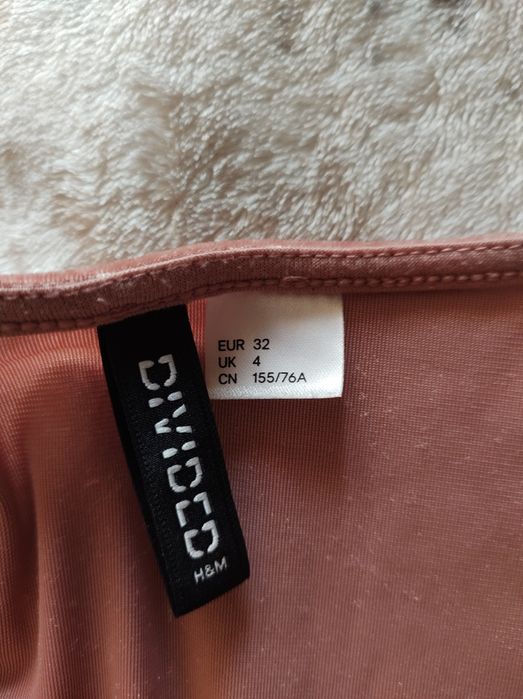 EUR 32
UK 4
CN 155/76A
DIVIDED
H&M